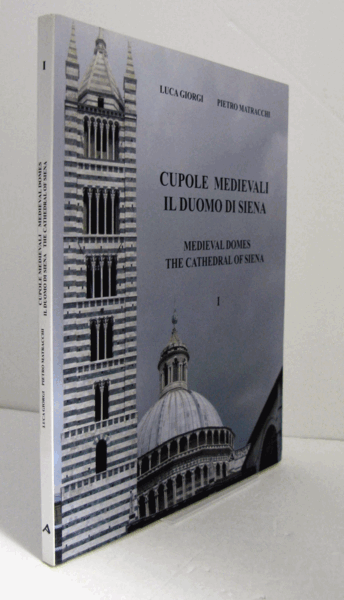 LUCA GIORGI PIETRO MATRACCHI
CUPOLE MEDIEVALI
IL DUOMO DI SIENA
MEDIEVAL DOMES
THE CATHEDRAL OF SIENA
I
I
CUPOLE MEDIEVALI MEDIEVAL DOMES
IL DUOMO DI SIENA THE CATHEDRAL OF SIENA
LUCA GIORGI PIETRO MATRACCHI
A